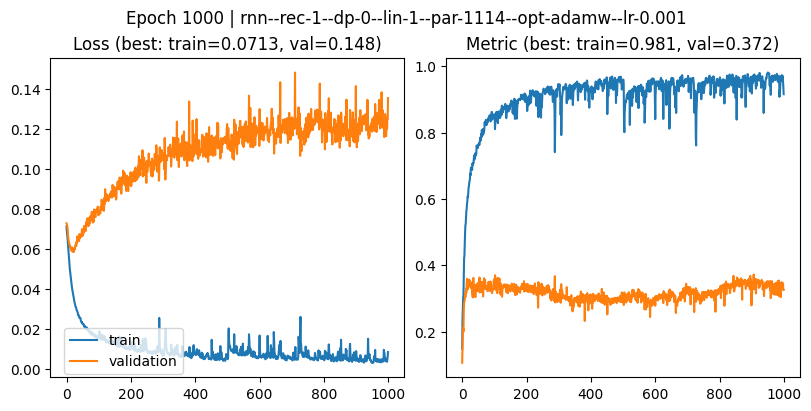 Epoch 1000 | rnn--rec-1--dp-0--lin-1--par-1114--opt-adamw--lr-0.001
Loss (best: train=0.0713, val=0.148)
0.14
0.12
0.10
0.08
0.06
0.04
0.02
0.00
train
validation
0 200 400 600 800 1000
Metric (best: train=0.981, val=0.372)
1.0
0.8
0.6
0.4
0.2
0 200 400 600 800 1000